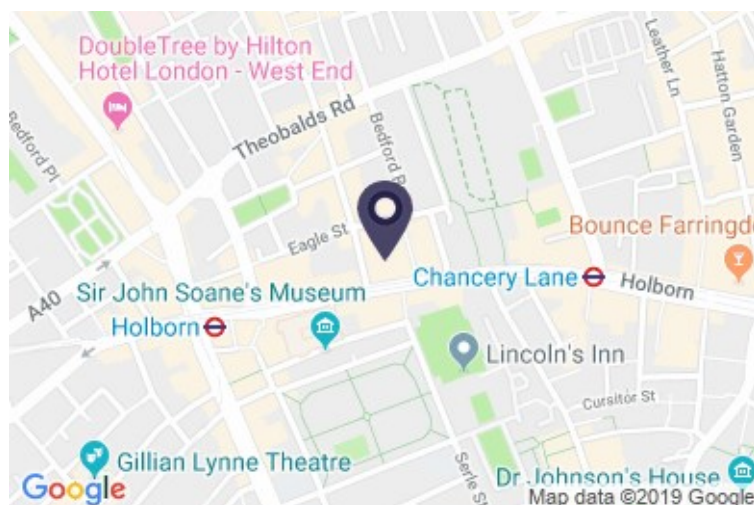 DoubleTree by Hilton
Hotel London - West End
Leather Ln
Hatton Garden
Bedford Pl
Theobalds Rd
Bedford R
Eagle St
Bounce Farringd
Chancery Lane
Holborn
A40
Sir John Soane's Museum
Holborn
Lincoln's Inn
Cursitor St
Gillian Lynne Theatre
Serle St
Dr Johnson's House
Google
Map data ©2019 Google